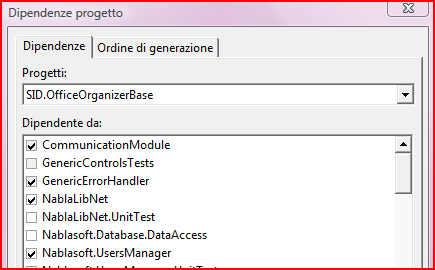 Dipendenze progetto
Dipendenze Ordine di generazione
Progetti:
SID.OfficeOrganizerBase
Dipendente da:
CommunicationModule
GenericControlsTests
GenericErrorHandler
NablaLibNet
NablaLibNet.UnitTest
Nablasoft.Database.DataAccess
Nablasoft.UsersManager